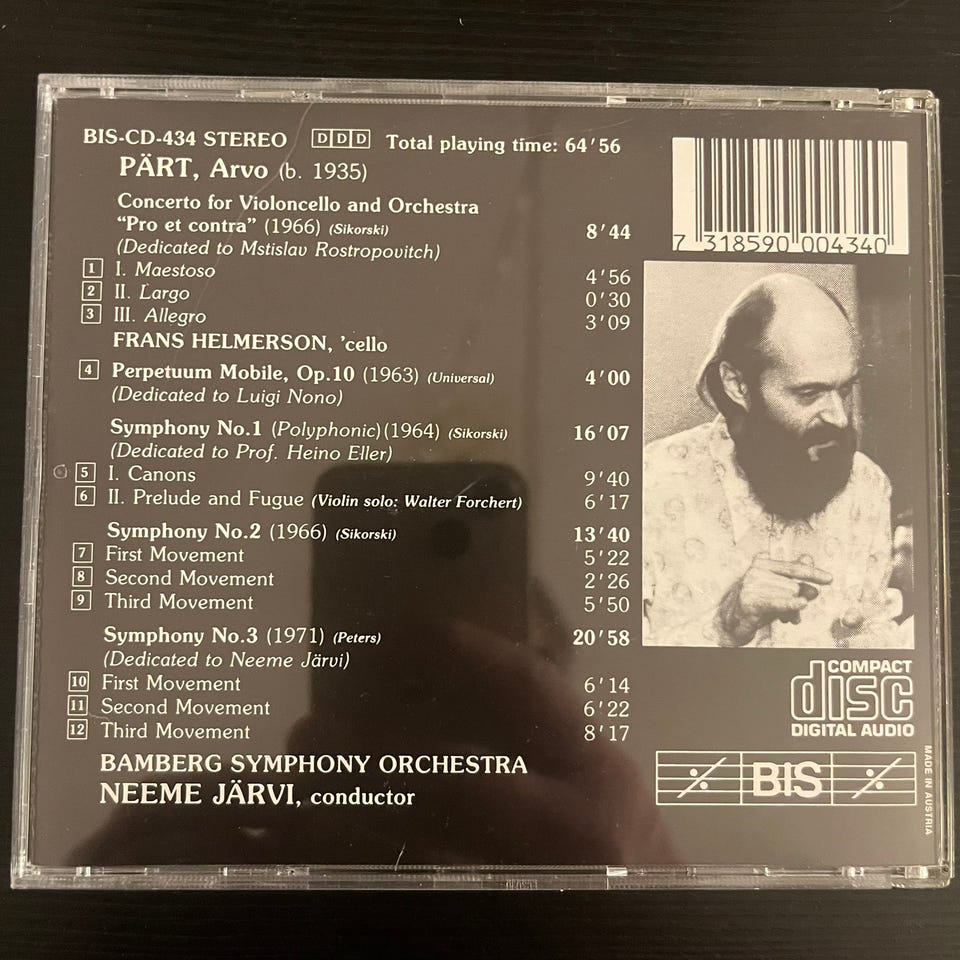 BIS-CD-434 STEREO DDD Total playing time: 64'56
PÄRT, Arvo (b. 1935)
Concerto for Violoncello and Orchestra
“Pro et contra” (1966) (Sikorski) 8'44
(Dedicated to Mstislav Rostropovitch)
1 I. Maestoso 4'56
2 II. Largo 0'30
3 III. Allegro 3'09
FRANS HELMERSON, 'cello
4 Perpetuum Mobile, Op.10 (1963) (Universal) 4'00
(Dedicated to Luigi Nono)
Symphony No.1 (Polyphonic) (1964) (Sikorski) 16'07
(Dedicated to Prof. Heino Eller)
5 I. Canons 9'40
6 II. Prelude and Fugue (Violin solo: Walter Forchert) 6'17
Symphony No.2 (1966) (Sikorski) 13'40
7 First Movement 5'22
8 Second Movement 2'26
9 Third Movement 5'50
Symphony No.3 (1971) (Peters) 20'58
(Dedicated to Neeme Järvi)
10 First Movement 6'14
11 Second Movement 6'22
12 Third Movement 8'17
BAMBERG SYMPHONY ORCHESTRA
NEEME JÄRVI, conductor
7 318590 004340
COMPACT
disc
DIGITAL AUDIO
BIS
MADE IN AUSTRIA